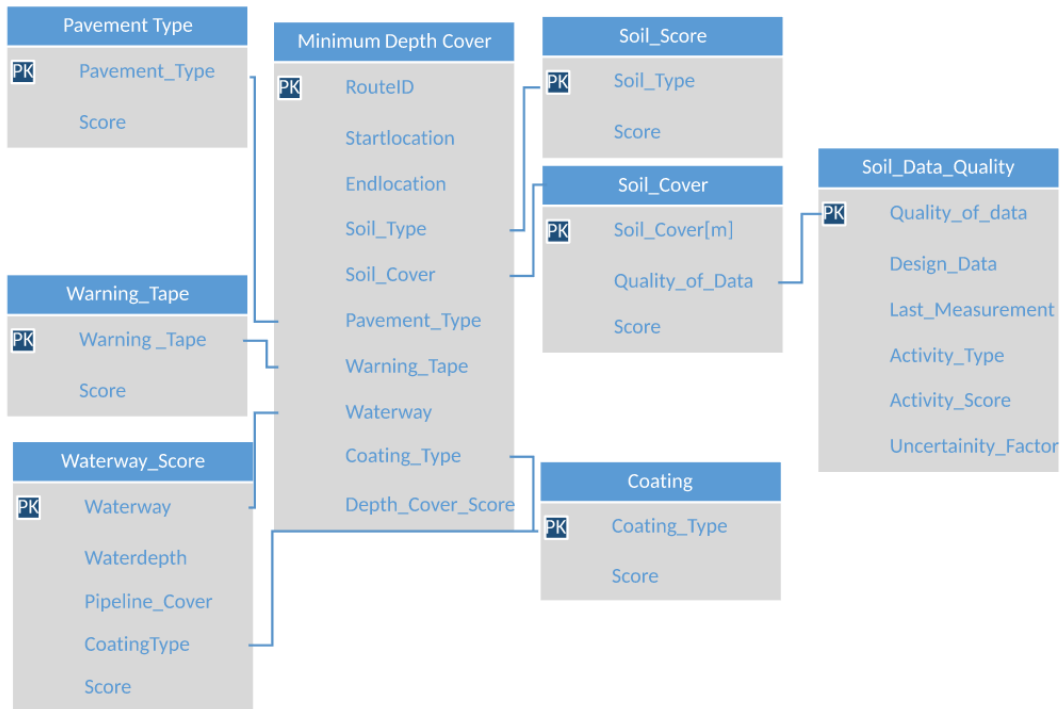 Pavement Type
PK Pavement_Type
Score
Minimum Depth Cover
PK RouteID
Startlocation
Endlocation
Soil_Type
Soil_Cover
Pavement_Type
Warning_Tape
Waterway
Coating_Type
Depth_Cover_Score
Soil_Score
PK Soil_Type
Score
Soil_Cover
PK Soil_Cover[m]
Quality_of_Data
Score
Soil_Data_Quality
PK Quality_of_data
Design_Data
Last_Measurement
Activity_Type
Activity_Score
Uncertainity_Factor
Warning_Tape
PK Warning _Tape
Score
Waterway_Score
PK Waterway
Waterdepth
Pipeline_Cover
CoatingType
Score
Coating
PK Coating_Type
Score